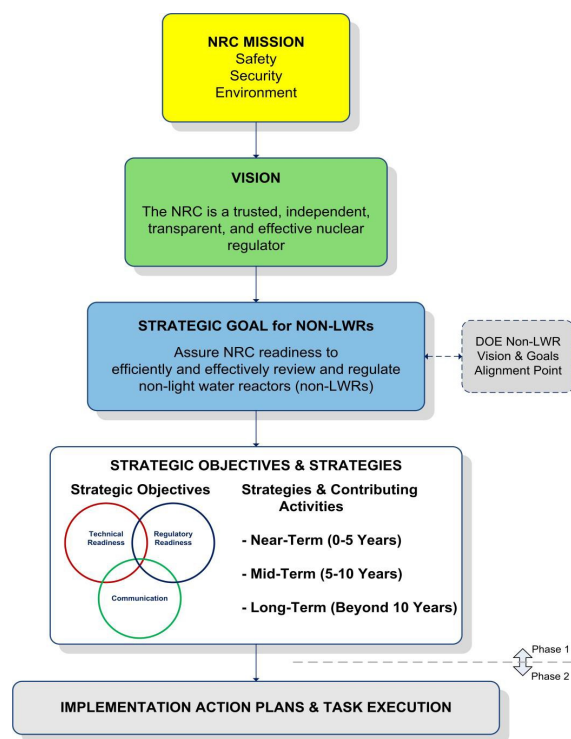 NRC MISSION
Safety
Security
Environment
VISION
The NRC is a trusted, independent,
transparent, and effective nuclear
regulator
STRATEGIC GOAL for NON-LWRs
Assure NRC readiness to
efficiently and effectively review and regulate
non-light water reactors (non-LWRs)
DOE Non-LWR
Vision & Goals
Alignment Point
STRATEGIC OBJECTIVES & STRATEGIES
Strategic Objectives
Technical
Readiness
Regulatory
Readiness
Communication
Strategies & Contributing
Activities
- Near-Term (0-5 Years)
- Mid-Term (5-10 Years)
- Long-Term (Beyond 10 Years)
Phase 1
Phase 2
IMPLEMENTATION ACTION PLANS & TASK EXECUTION